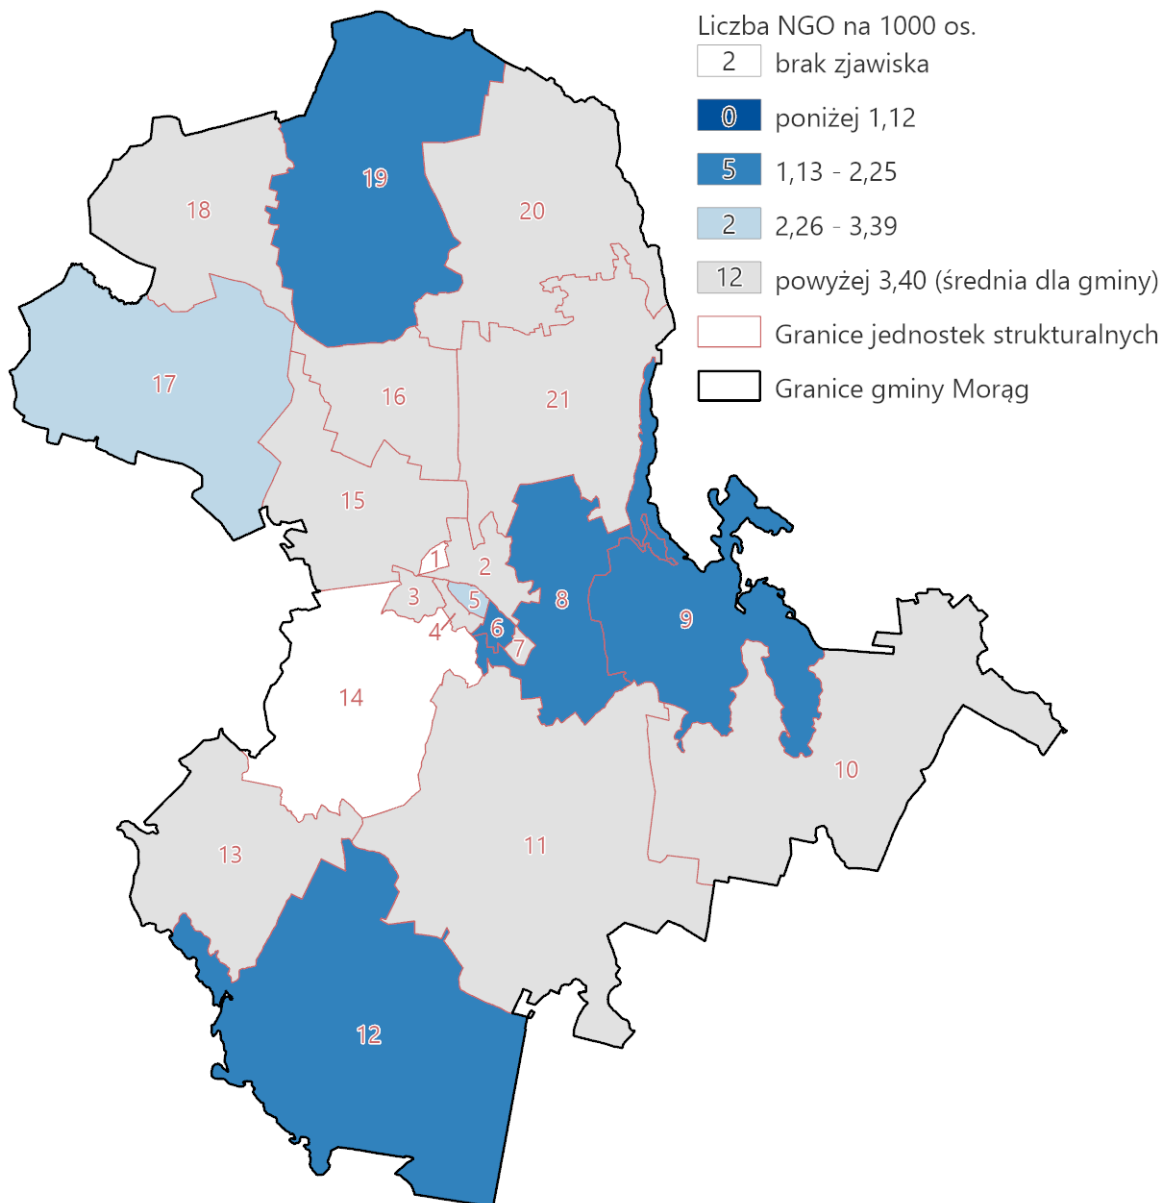 Liczba NGO na 1000 os.
2 brak zjawiska
0 poniżej 1,12
5 1,13 - 2,25
2 2,26 - 3,39
12 powyżej 3,40 (średnia dla gminy)
Granice jednostek strukturalnych
Granice gminy Morąg
19
18
20
17
16
21
15
1
2
3
5
8
4
6
7
9
14
10
11
13
12